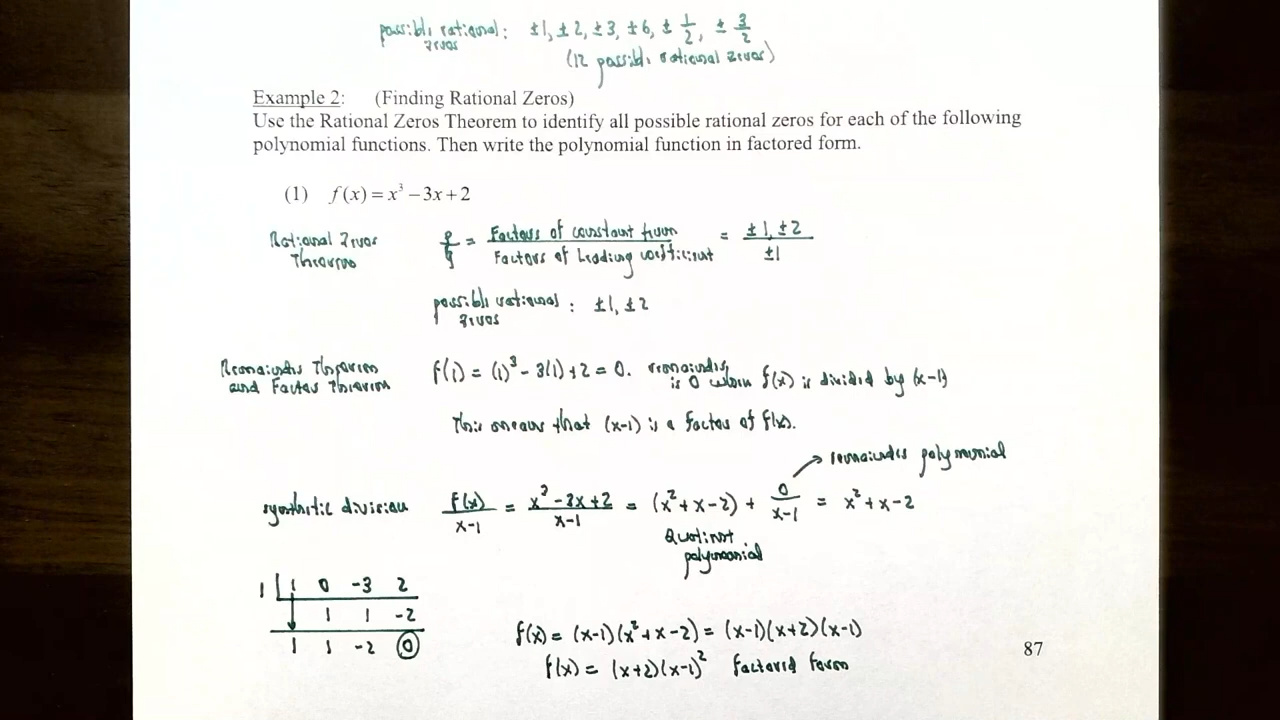 possible rational: ±1, ±2, ±3, ±6, ± 1/2, ± 3/2
zeros
(12 possible rational zeros)
Example 2: (Finding Rational Zeros)
Use the Rational Zeros Theorem to identify all possible rational zeros for each of the following
polynomial functions. Then write the polynomial function in factored form.
(1) f(x) = x³ − 3x + 2
Rational Zeros
Theorem
p/q = Factors of constant term / Factors of Leading coefficient = ±1, ±2 / ±1
possible rational : ±1, ±2
zeros
Remainder Theorem
and Factor Theorem
f(1) = (1)³ - 3(1) + 2 = 0. remainder
is 0 when f(x) is divided by (x-1)
This means that (x-1) is a factor of f(x).
remainder polynomial
synthetic division f(x)/x-1 = x² - 3x + 2/x-1 = (x² + x - 2) + 0/x-1 = x² + x - 2
Quotient
polynomial
1 | 1 0 -3 2
1 1 -2
1 1 -2 0
f(x) = (x-1)(x² + x - 2) = (x-1)(x+2)(x-1)
f(x) = (x+2)(x-1)² factored form
87